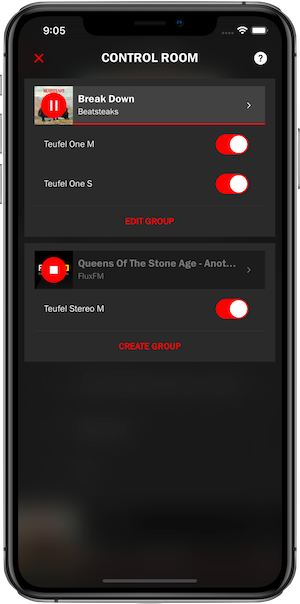 9:05
CONTROL ROOM
?
Break Down
Beatsteaks
Teufel One M
Teufel One S
EDIT GROUP
Queens Of The Stone Age - Anot...
FluxFM
Teufel Stereo M
CREATE GROUP